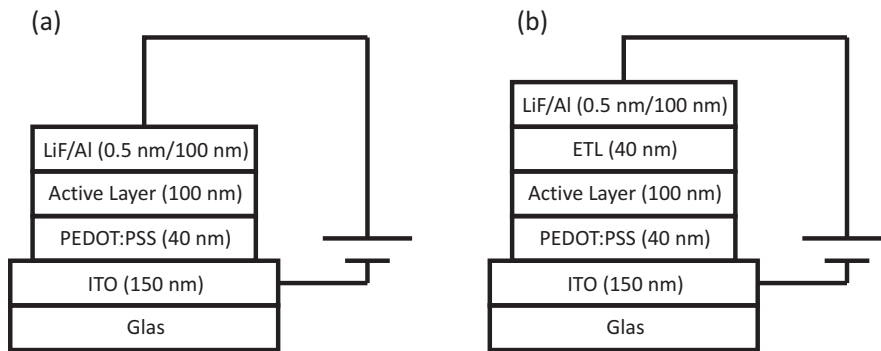 (a)
LiF/Al (0.5 nm/100 nm)
Active Layer (100 nm)
PEDOT:PSS (40 nm)
ITO (150 nm)
Glas
(b)
LiF/Al (0.5 nm/100 nm)
ETL (40 nm)
Active Layer (100 nm)
PEDOT:PSS (40 nm)
ITO (150 nm)
Glas